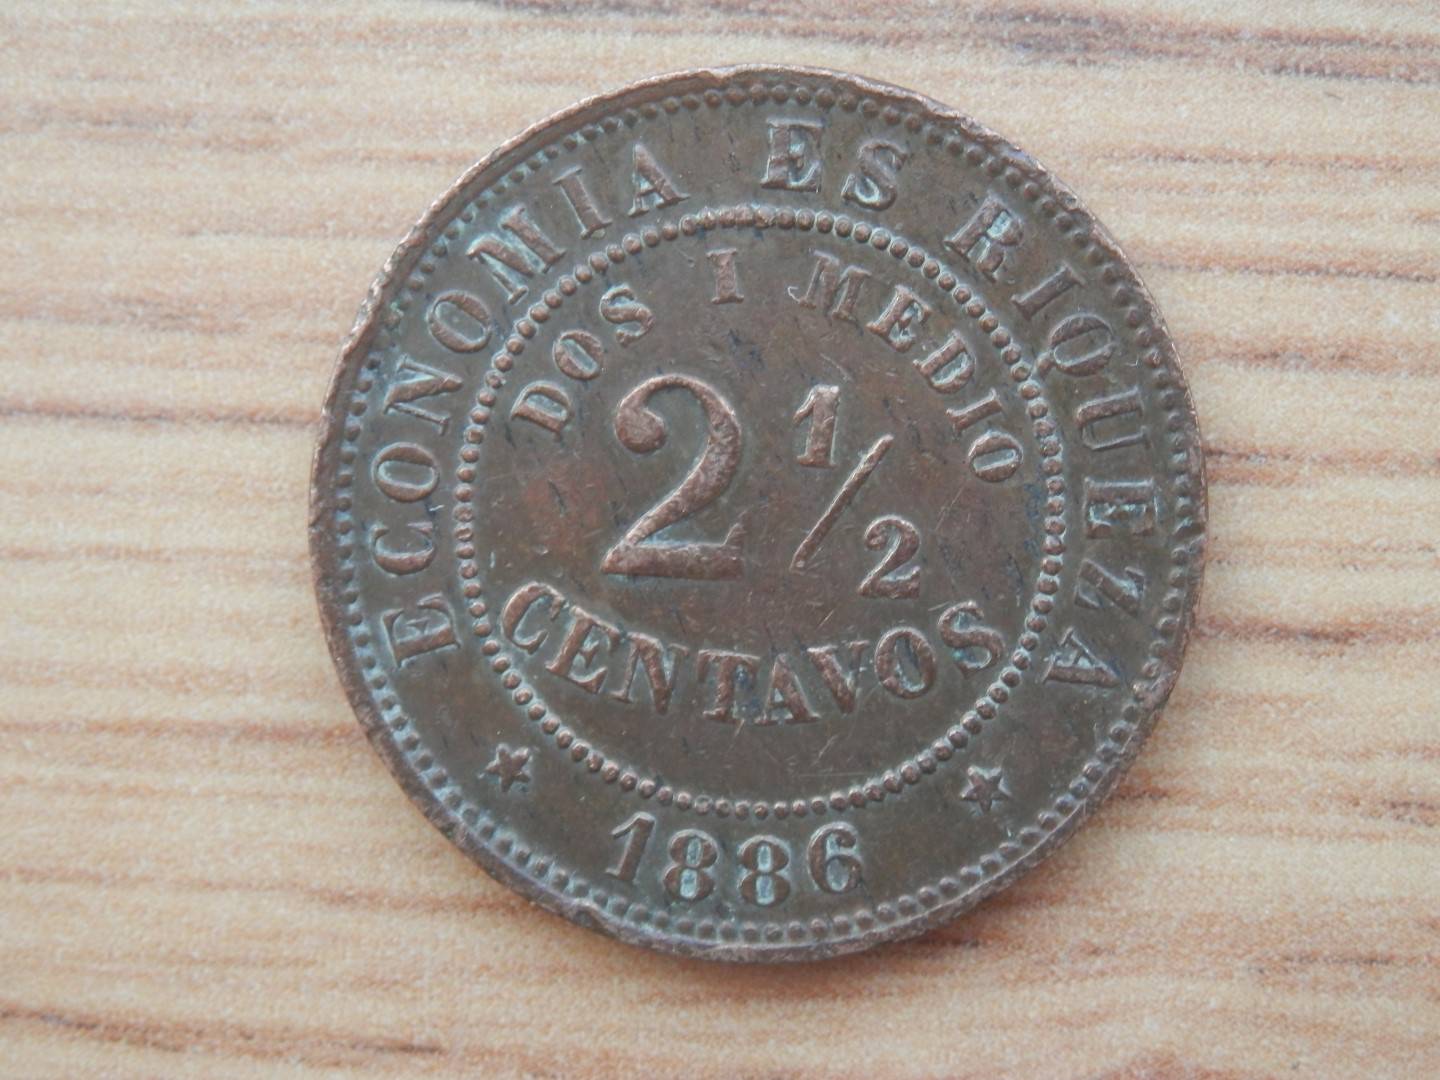 ECONOMIA ES RIQUEZA
DOS I MEDIO
2 1/2
CENTAVOS
1886